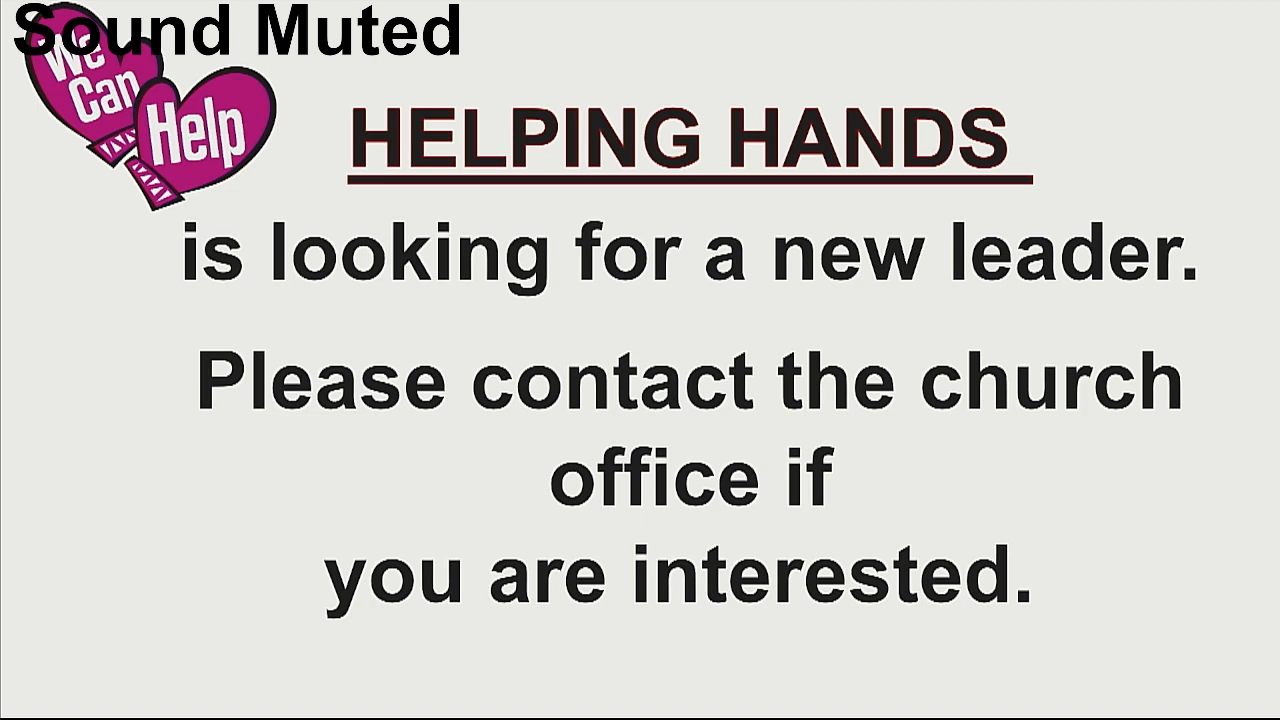 Sound Muted
We
Can
Help
HELPING HANDS
is looking for a new leader.
Please contact the church
office if
you are interested.